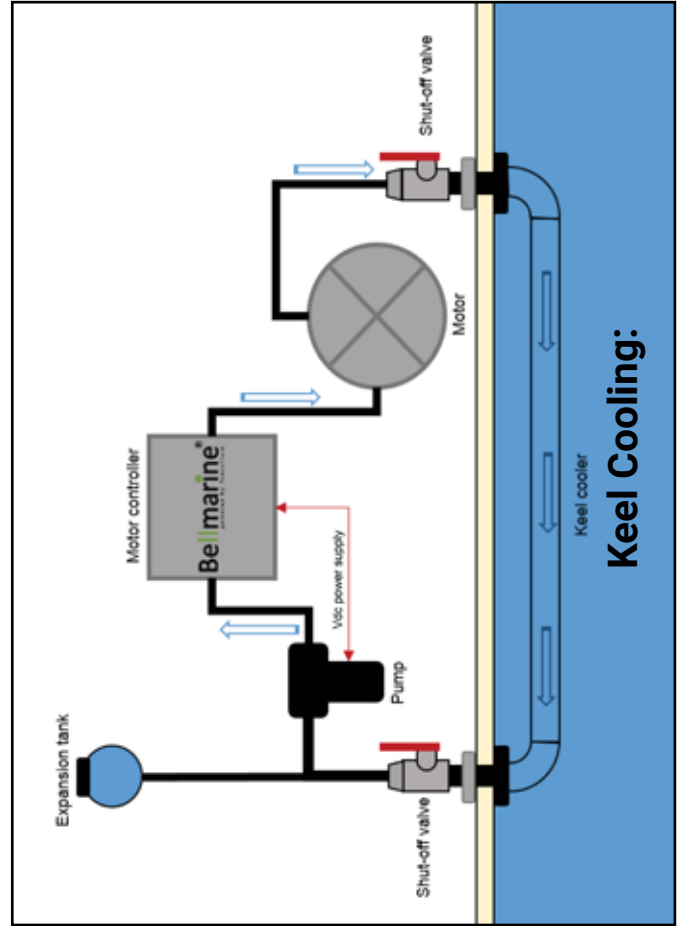 Expansion tank
Motor controller
Bellmarine®
Vdc power supply
Pump
Motor
Shut-off valve
Shut-off valve
Keel cooler
Keel Cooling: